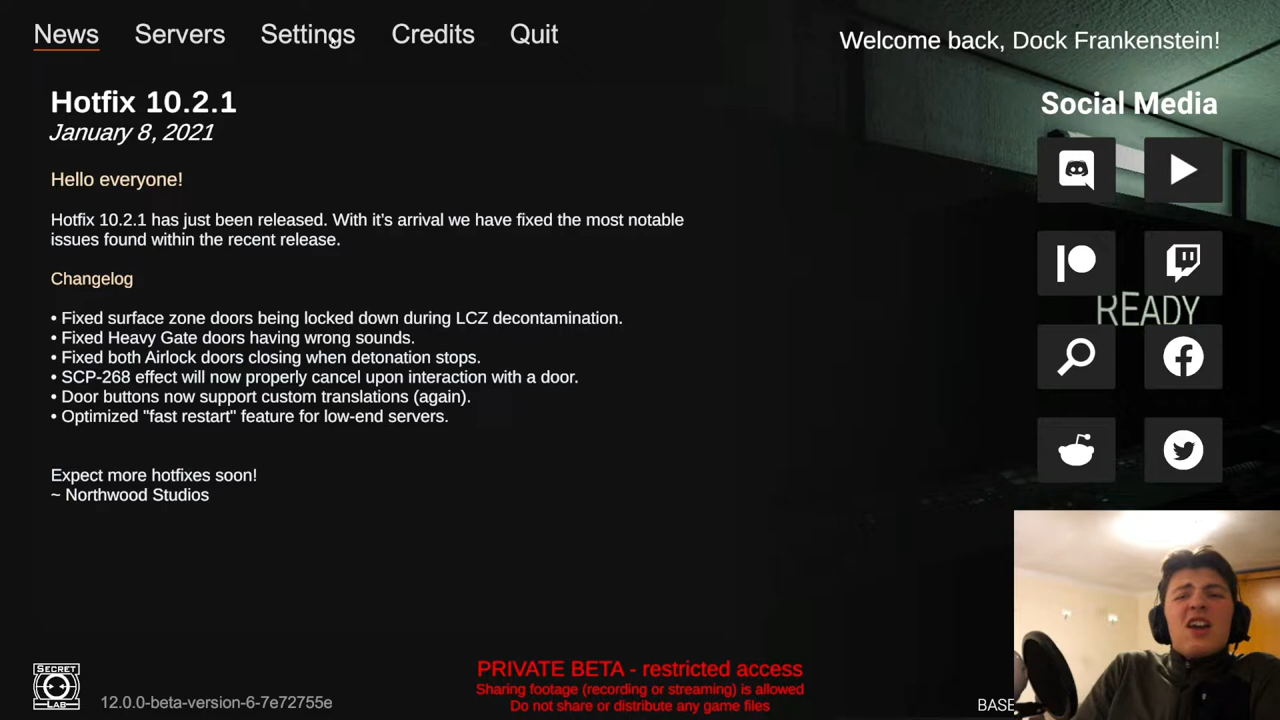 News Servers Settings Credits Quit
Welcome back, Dock Frankenstein!
Hotfix 10.2.1
January 8, 2021
Hello everyone!
Hotfix 10.2.1 has just been released. With it's arrival we have fixed the most notable
issues found within the recent release.
Changelog
• Fixed surface zone doors being locked down during LCZ decontamination.
• Fixed Heavy Gate doors having wrong sounds.
• Fixed both Airlock doors closing when detonation stops.
• SCP-268 effect will now properly cancel upon interaction with a door.
• Door buttons now support custom translations (again).
• Optimized "fast restart" feature for low-end servers.
Expect more hotfixes soon!
~ Northwood Studios
Social Media
READY
SECRET
LAB
12.0.0-beta-version-6-7e72755e
PRIVATE BETA - restricted access
Sharing footage (recording or streaming) is allowed
Do not share or distribute any game files
BASE